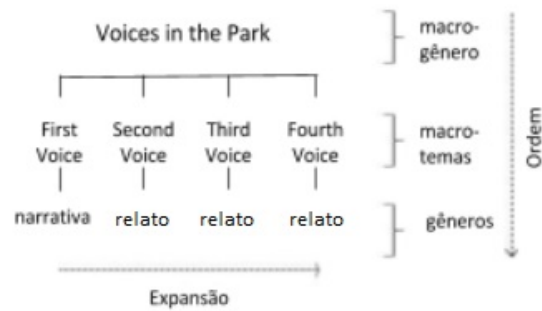 Voices in the Park
macro-
gênero
First
Voice
Second
Voice
Third
Voice
Fourth
Voice
macro-
temas
narrativa
relato
relato
relato
gêneros
Expansão
Ordem